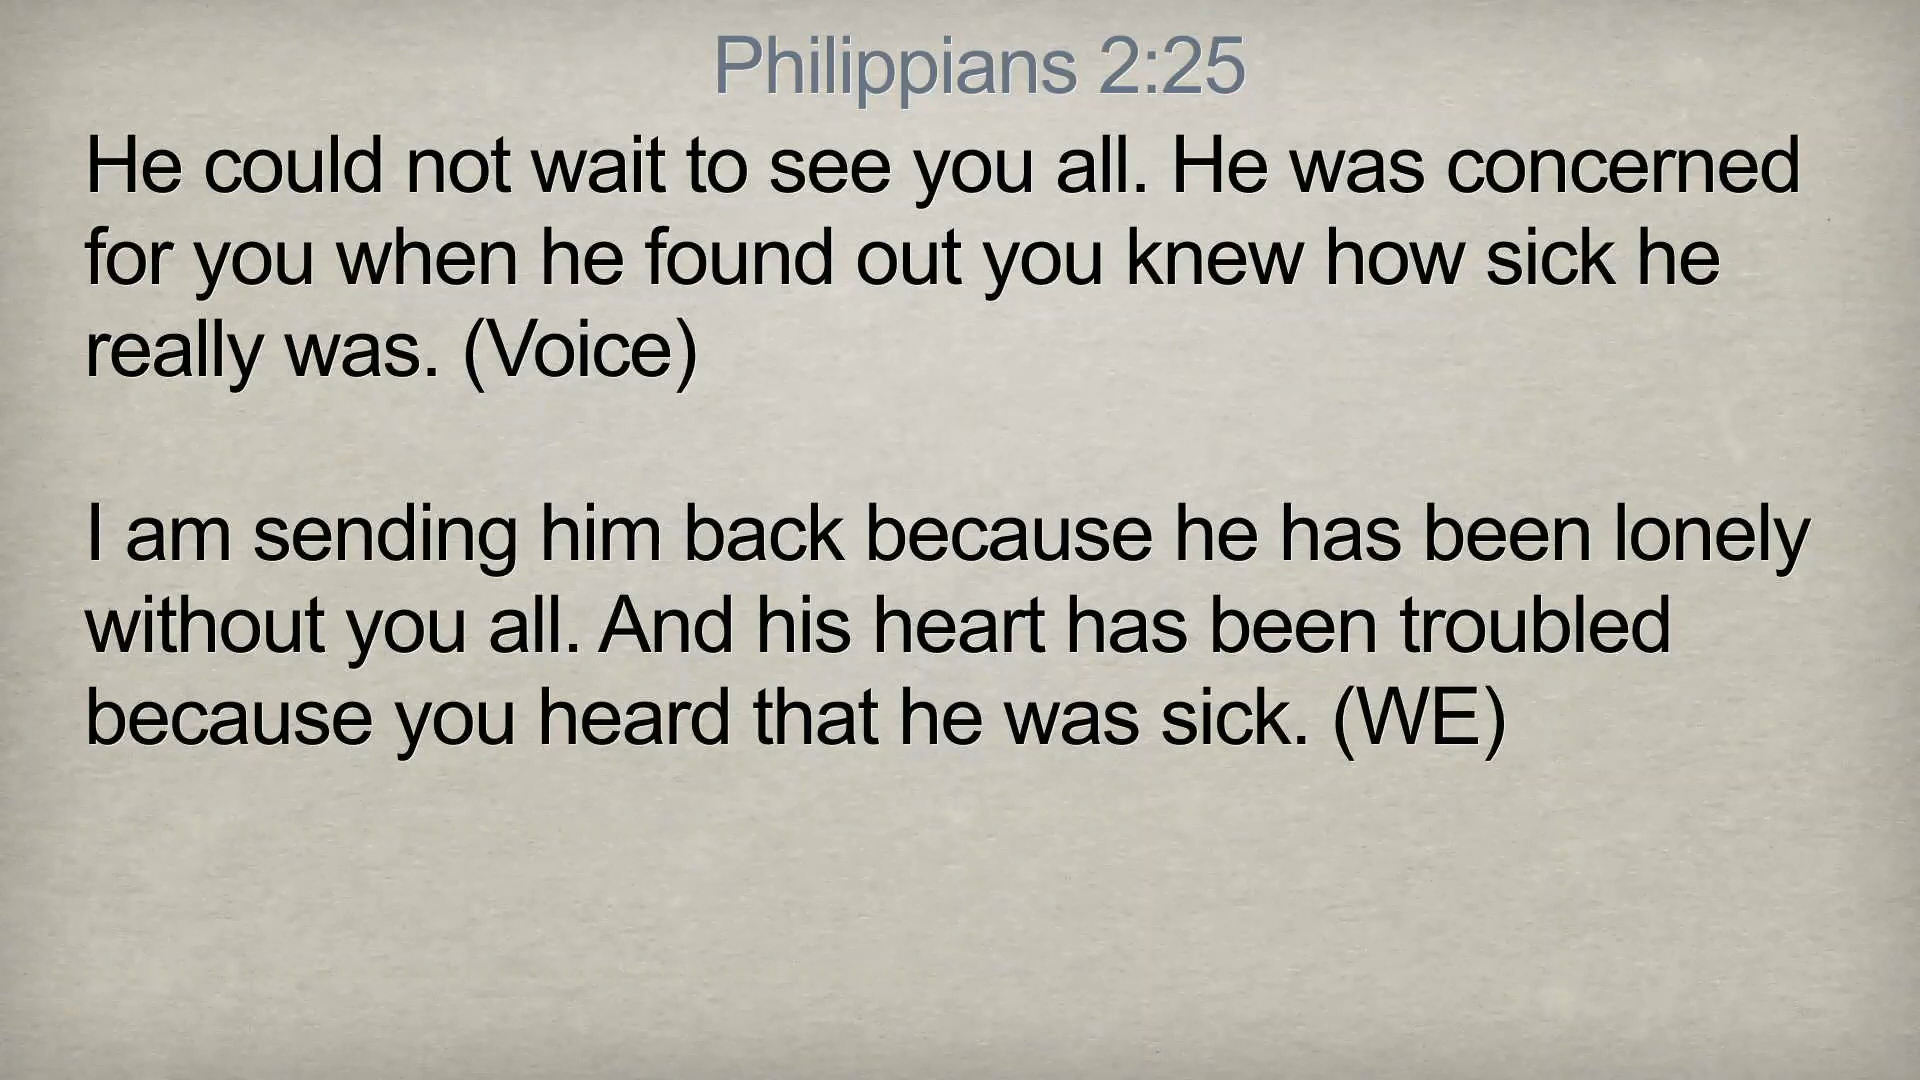 Philippians 2:25
He could not wait to see you all. He was concerned
for you when he found out you knew how sick he
really was. (Voice)
I am sending him back because he has been lonely
without you all. And his heart has been troubled
because you heard that he was sick. (WE)